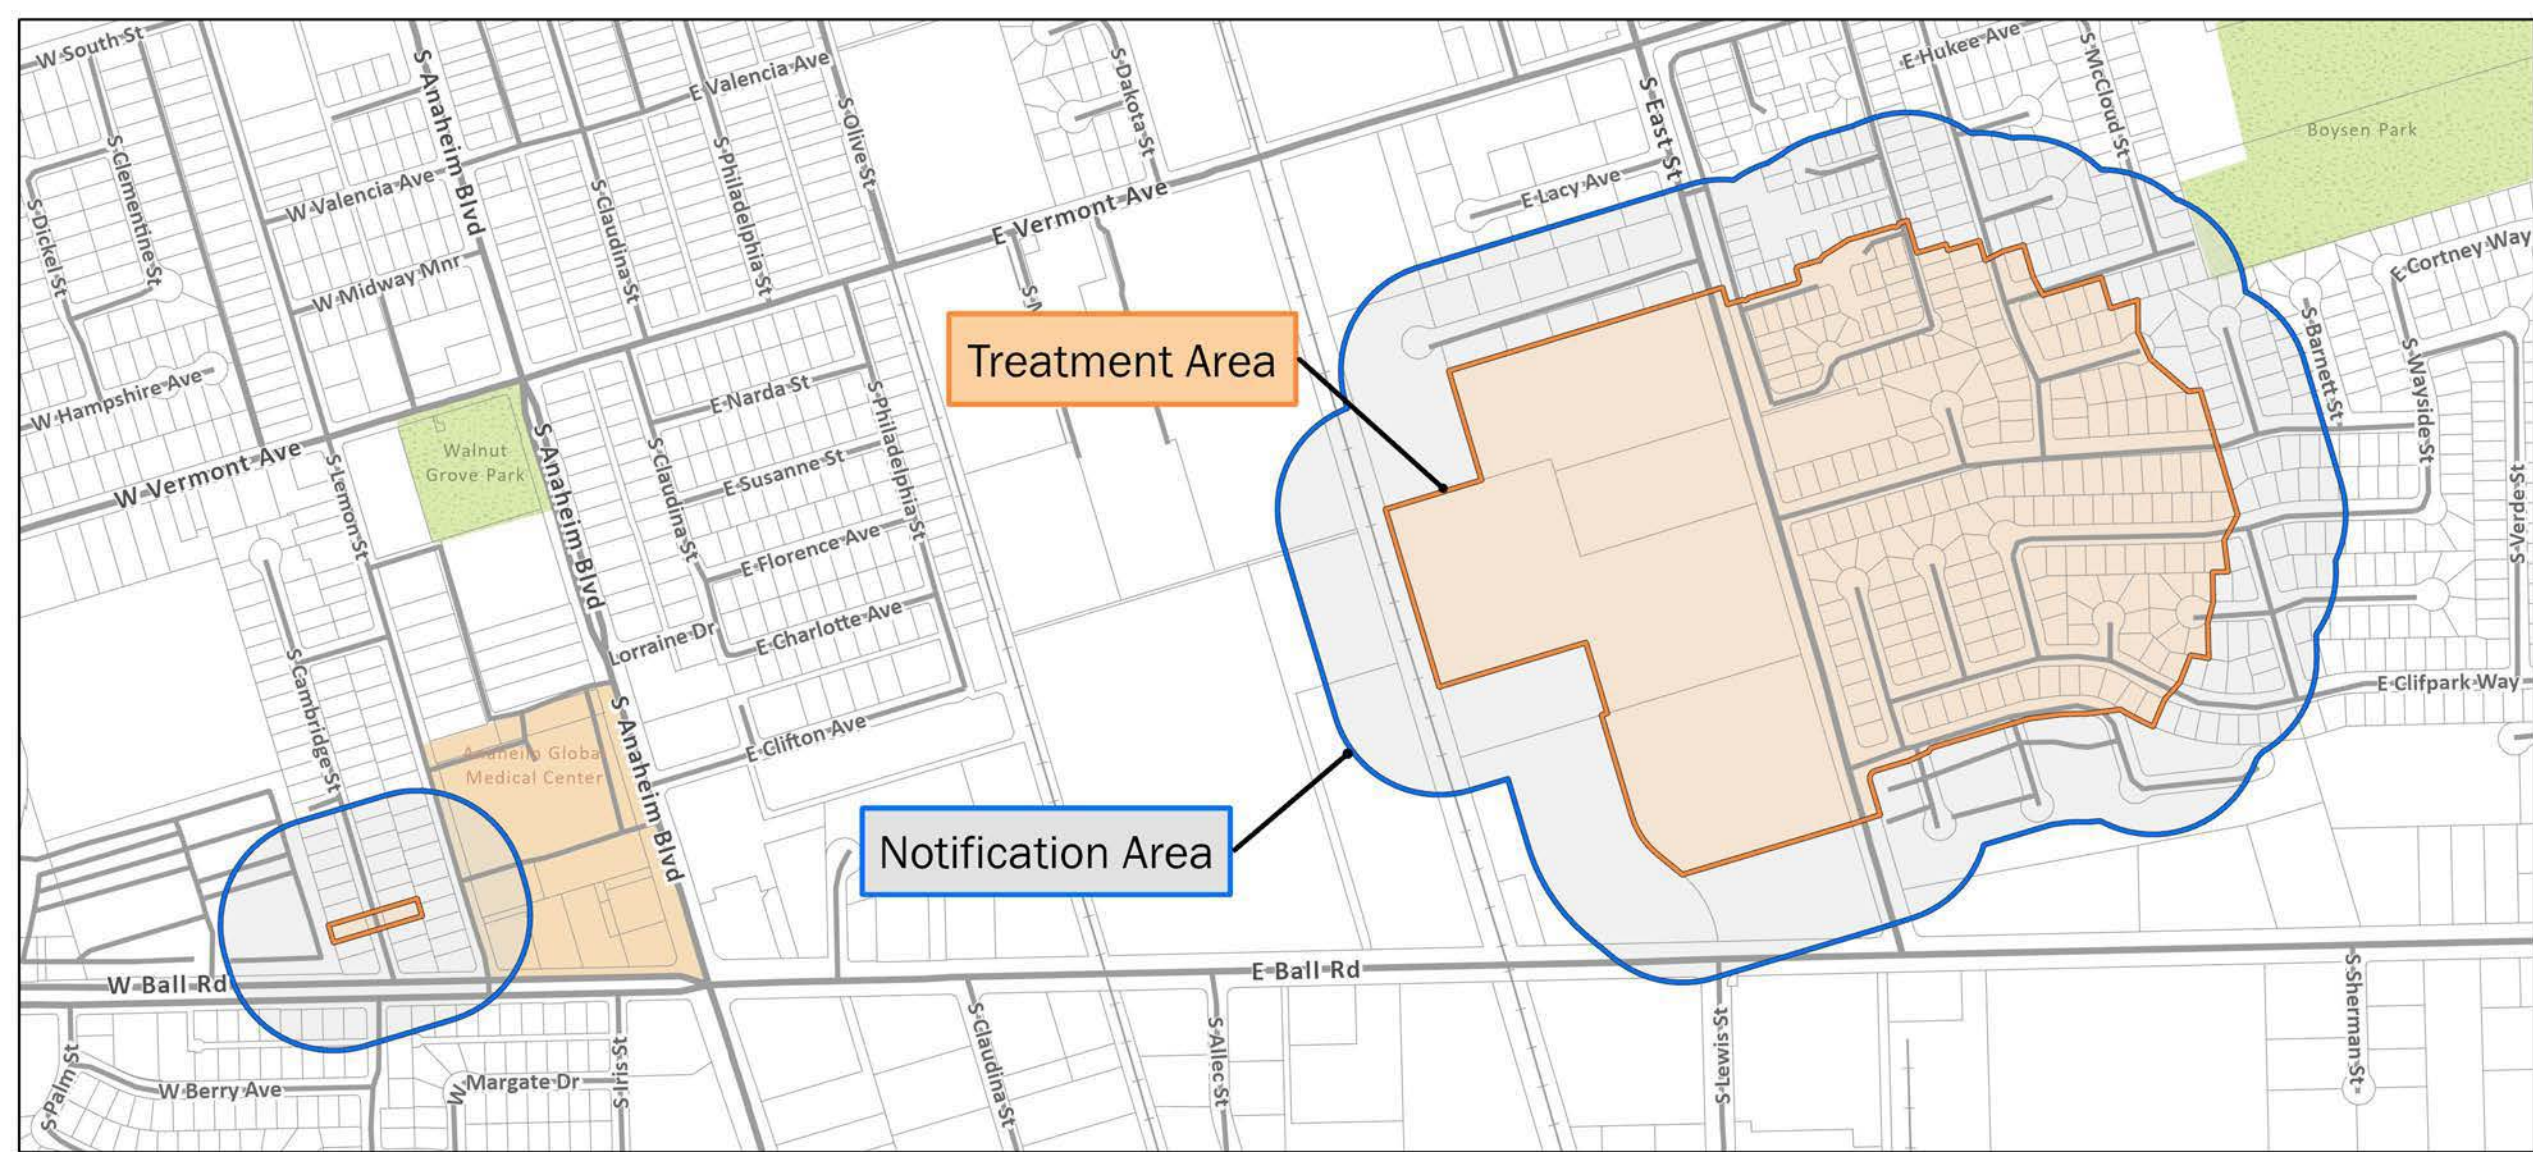 W South St
S Anaheim Blvd
E Valencia Ave
S Olive St
S Dakota St
S East St
E Hukee Ave
S McCloud St
Boysen Park
S Clementine St
S Dickel St
W Valencia Ave
S Claudina St
S Philadelphia St
E Vermont Ave
E Lacy Ave
W Midway Mnr
E Cortney Way
Treatment Area
W Hampshire Ave
E Narda St
S Philadelphia St
S Barnett St
S Wayside St
W Vermont Ave
S Lemon St
Walnut
Grove Park
S Anaheim Blvd
S Claudina St
E Susanne St
E Florence Ave
S Verde St
S Cambridge St
Lorraine Dr
E Charlotte Ave
E Clifpark Way
Medical Center
S Anaheim Blvd
E Clifton Ave
Notification Area
W Ball Rd
E Ball Rd
S Palm St
W Berry Ave
W Margate Dr
S Iris St
S Claudina St
S Allec St
S Lewis St
S Sherman St